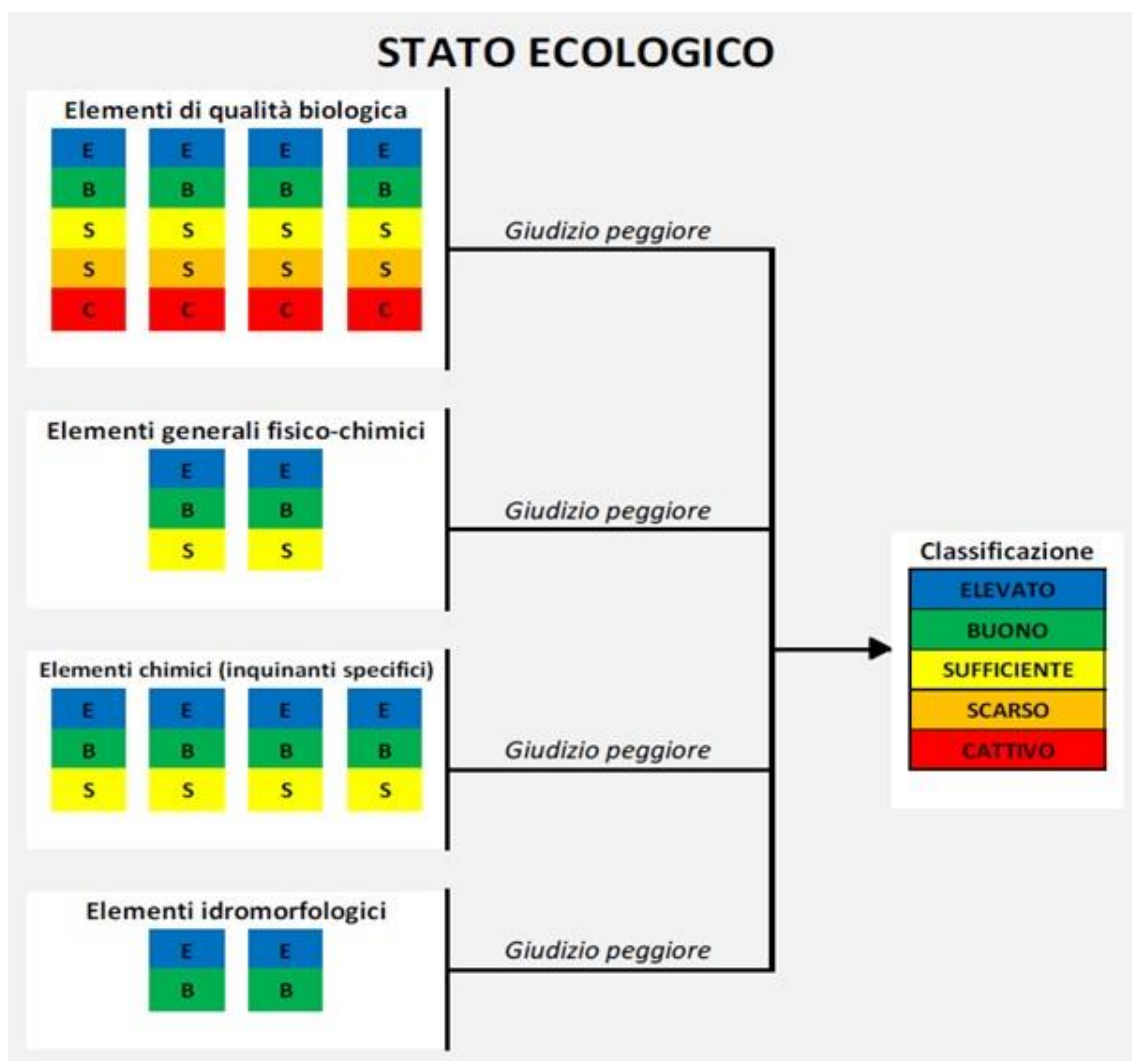 STATO ECOLOGICO
Elementi di qualità biologica
E E E E
B B B B
S S S S
S S S S
C C C C
Giudizio peggiore
Elementi generali fisico-chimici
E E
B B
S S
Giudizio peggiore
Elementi chimici (inquinanti specifici)
E E E E
B B B B
S S S S
Giudizio peggiore
Elementi idromorfologici
E E
B B
Giudizio peggiore
Classificazione
ELEVATO
BUONO
SUFFICIENTE
SCARSO
CATTIVO